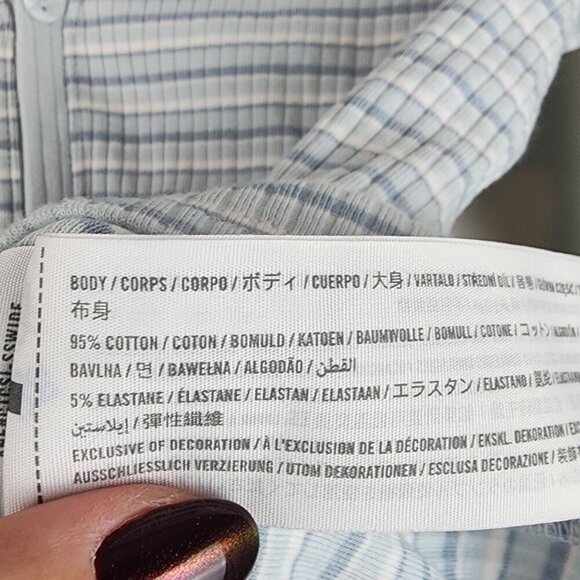 BODY / CORPS / CORPO / ボディ / CUERPO / 大身 / VARTALO / STŘEDNÍ DÍL /
布身
95% COTTON / COTON / BOMULD / KATOEN / BAUMWOLLE / BOMULL / COTONE / コットン /
BAVLNA / 면 / BAWEŁNA / ALGODÃO / القطن
5% ELASTANE / ÉLASTANE / ELASTAN / ELASTAAN / エラスタン / ELASTANO /
إيلاستين / 彈性纖維
EXCLUSIVE OF DECORATION / À L'EXCLUSION DE LA DÉCORATION / EKSKL. DEKORATION /
AUSSCHLIESSLICH VERZIERUNG / UTOM DEKORATIONEN / ESCLUSA DECORAZIONE /